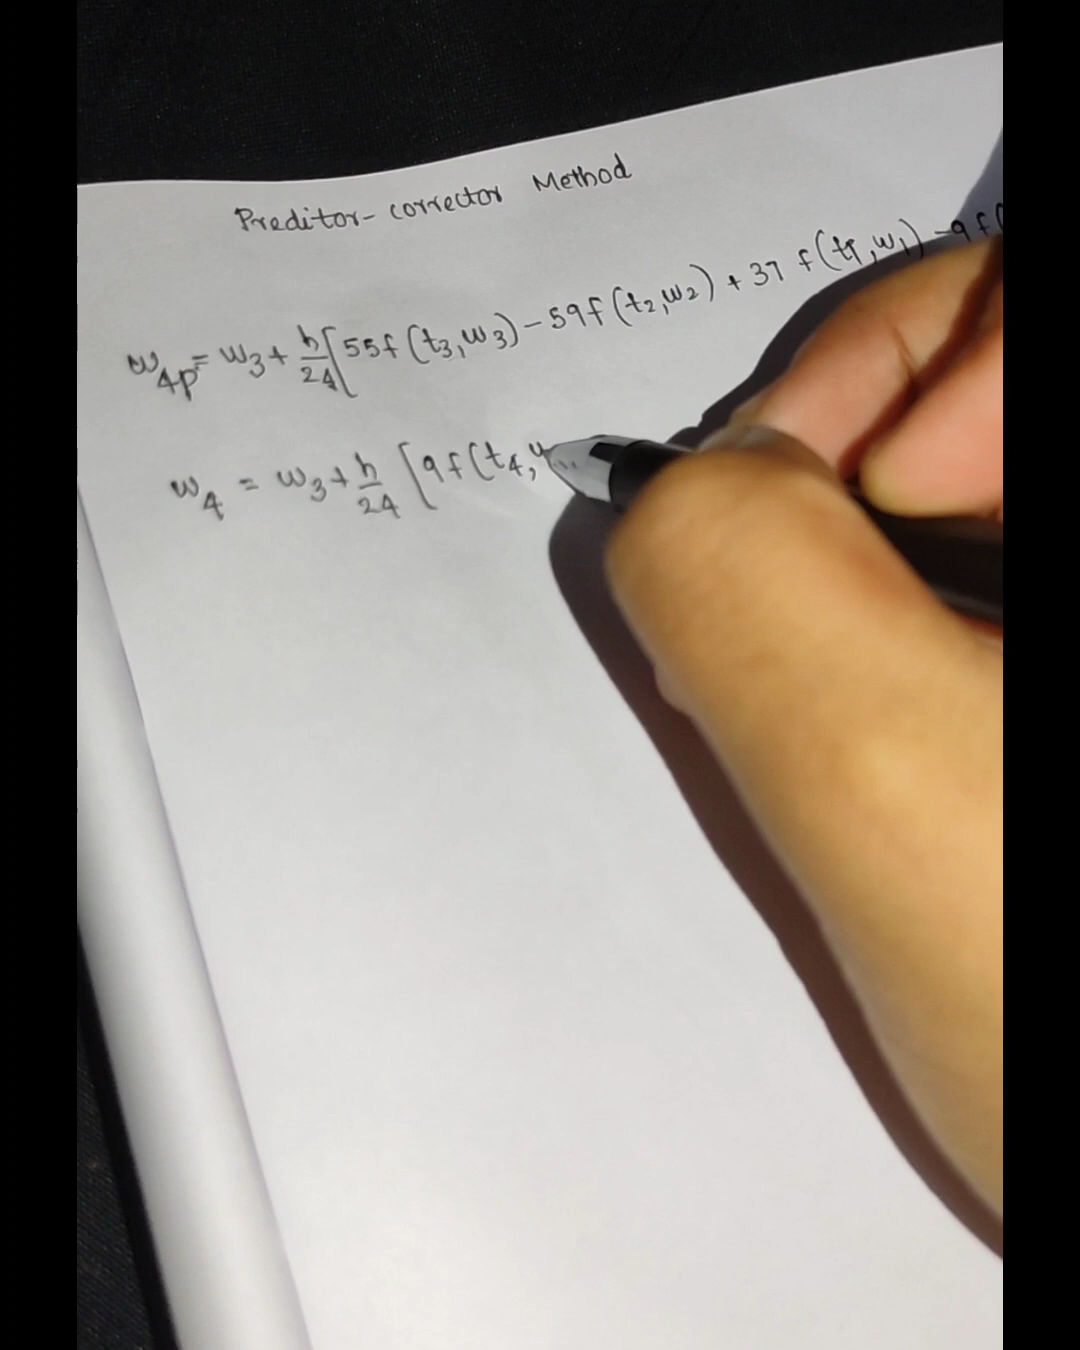 Preditor-corrector Method
w₄ₚ = w₃ + h/24 [55f(t₃,w₃) - 59f(t₂,w₂) + 37 f(t₁,w₁) - 9f(
w₄ = w₃ + h/24 [9f(t₄,